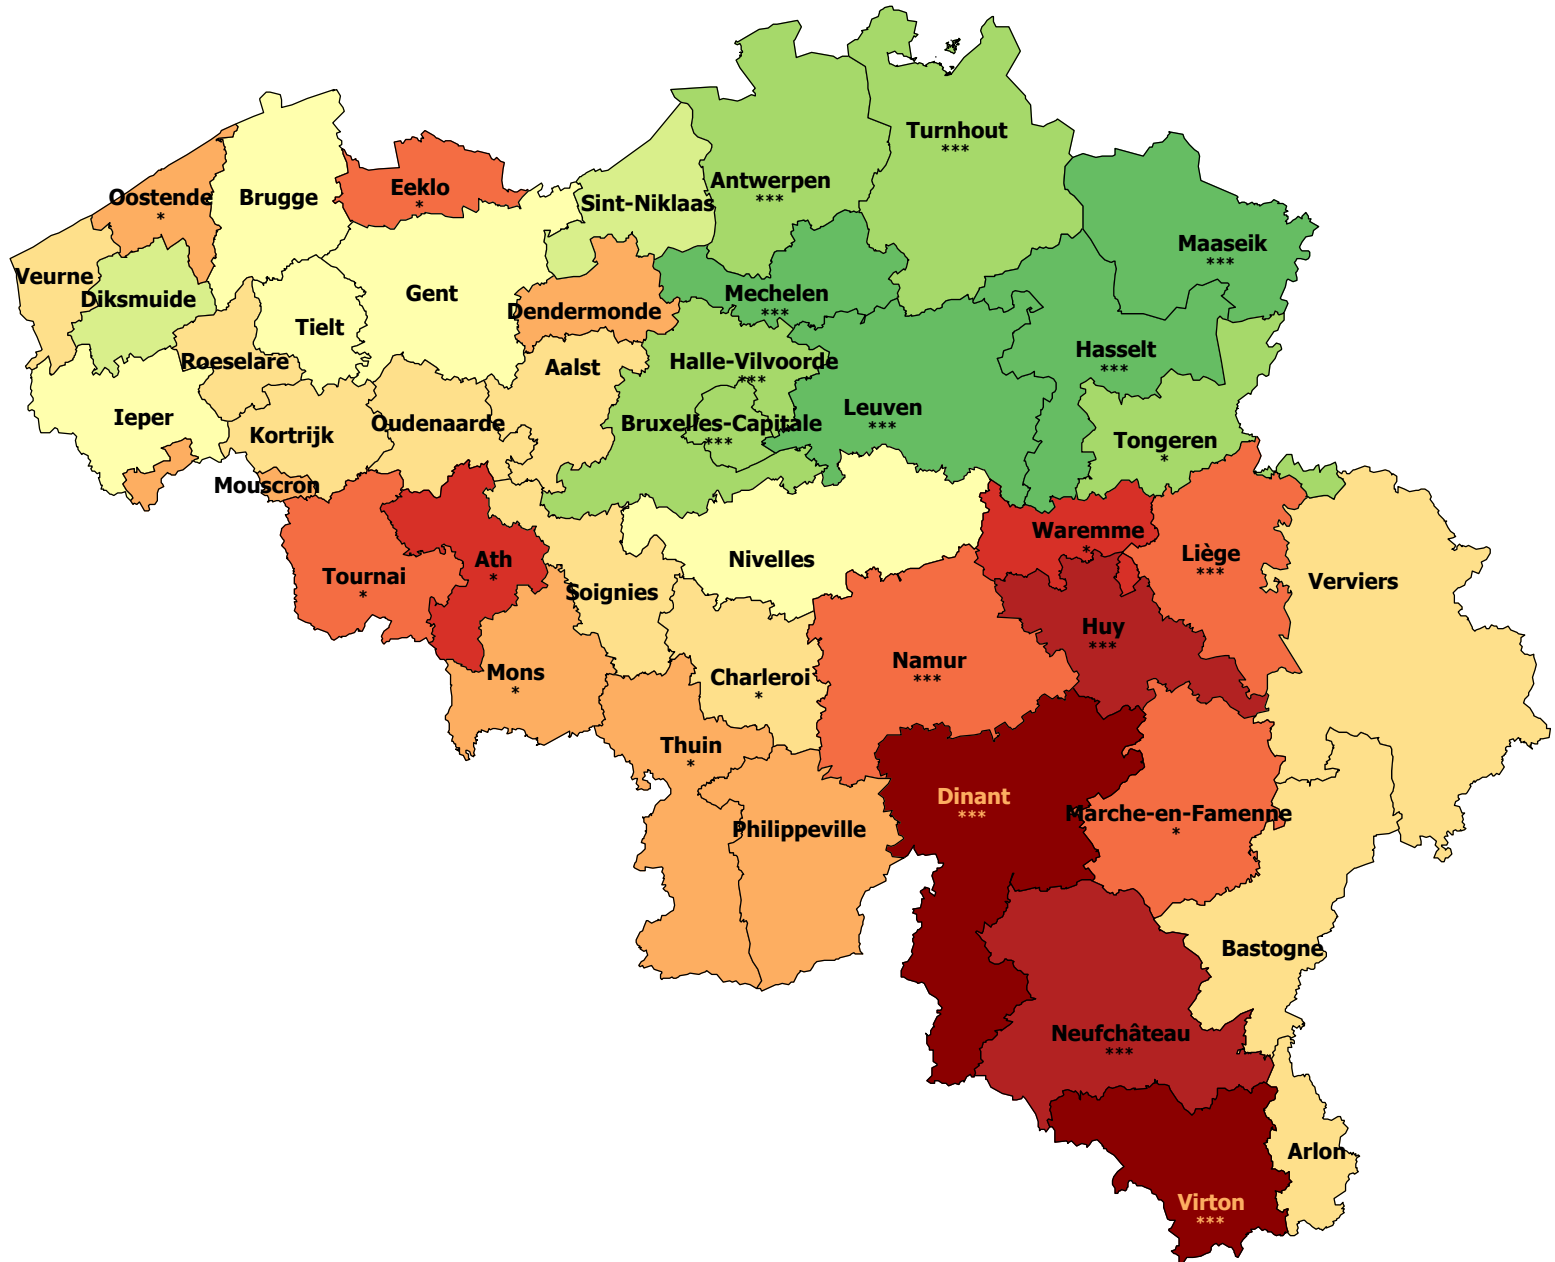 Turnhout
***
Antwerpen
***
Eeklo
*
Oostende
*
Brugge
Sint-Niklaas
Maaseik
***
Veurne
Diksmuide
Gent
Mechelen
***
Dendermonde
Tielt
Hasselt
***
Roeselare
Aalst
Halle-Vilvoorde
***
Leuven
***
Ieper
Kortrijk
Oudenaarde
Bruxelles-Capitale
***
Tongeren
*
Mouscron
Waremme
*
Ath
*
Nivelles
Liège
***
Tournai
*
Soignies
Verviers
Huy
***
Namur
***
Mons
*
Charleroi
*
Thuin
*
Dinant
***
Marche-en-Famenne
*
Philippeville
Bastogne
Neufchâteau
***
Arlon
Virton
***